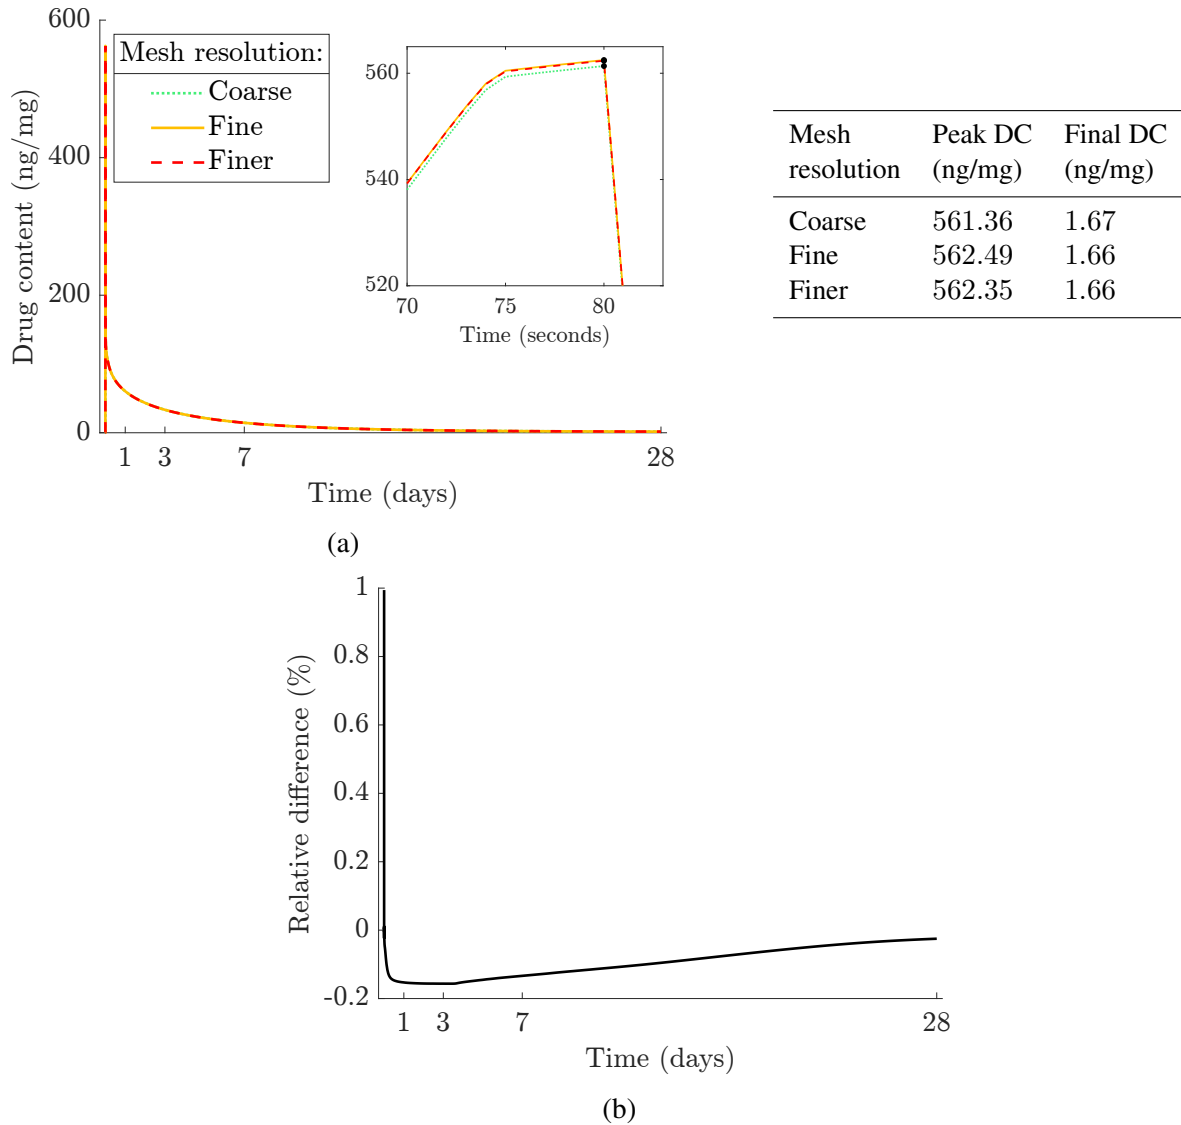 600
400
200
0
Drug content (ng/mg)
Mesh resolution:
Coarse
Fine
Finer
560
540
520
70 75 80
Time (seconds)
1 3 7 28
Time (days)
(a)
Mesh resolution Peak DC (ng/mg) Final DC (ng/mg)
Coarse 561.36 1.67
Fine 562.49 1.66
Finer 562.35 1.66
1
0.8
0.6
0.4
0.2
0
-0.2
Relative difference (%)
1 3 7 28
Time (days)
(b)